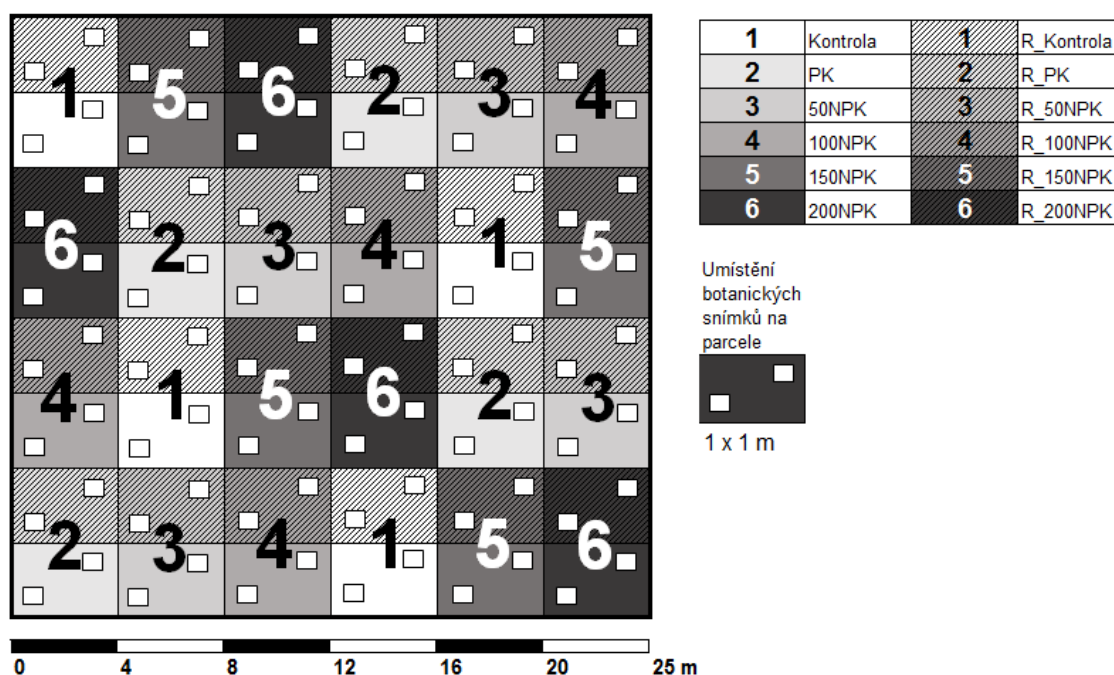 1 5 6 2 3 4
6 2 3 4 1 5
4 1 5 6 2 3
2 3 4 1 5 6
0 4 8 12 16 20 25 m
1 Kontrola 1 R_Kontrola
2 PK 2 R_PK
3 50NPK 3 R_50NPK
4 100NPK 4 R_100NPK
5 150NPK 5 R_150NPK
6 200NPK 6 R_200NPK
Umístění
botanických
snímků na
parcele
1 x 1 m